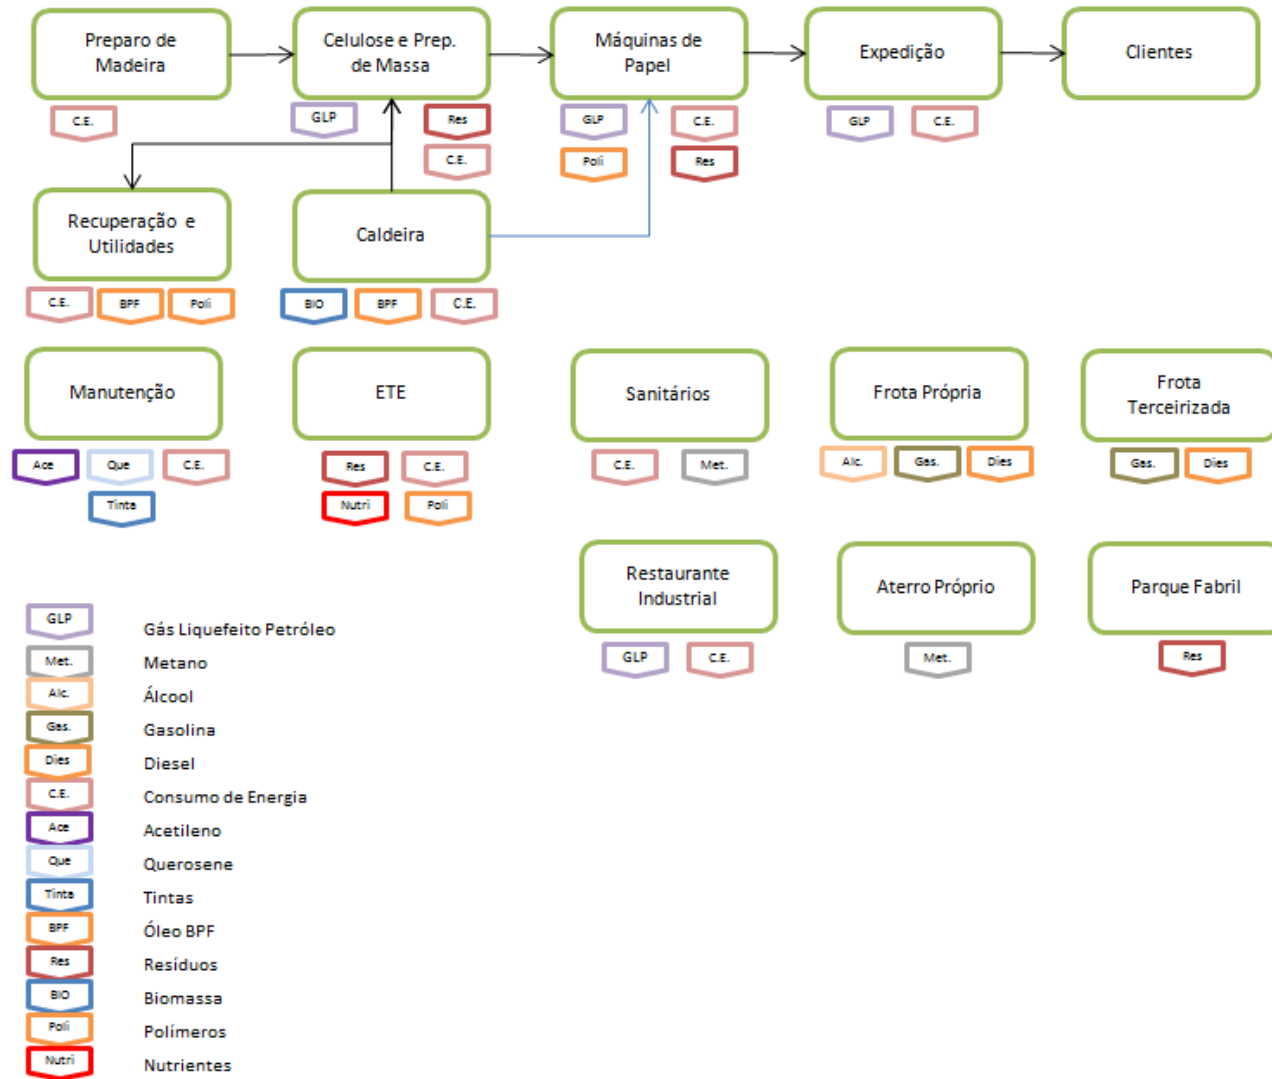 Preparo de
Madeira
Celulose e Prep.
de Massa
Máquinas de
Papel
Expedição
Clientes
C.E.
GLP
Res
C.E.
GLP
C.E.
Poli
Res
GLP
C.E.
Recuperação e
Utilidades
Caldeira
C.E.
BPF
Poli
BIO
BPF
C.E.
Manutenção
ETE
Sanitários
Frota Própria
Frota
Terceirizada
Ace
Que
C.E.
Tinta
Res
C.E.
Nutri
Poli
C.E.
Met.
Alc.
Gas.
Dies
Gas.
Dies
Restaurante
Industrial
Aterro Próprio
Parque Fabril
GLP
C.E.
Met.
Res
GLP Gás Liquefeito Petróleo
Met. Metano
Alc. Álcool
Gas. Gasolina
Dies Diesel
C.E. Consumo de Energia
Ace Acetileno
Que Querosene
Tinta Tintas
BPF Óleo BPF
Res Resíduos
BIO Biomassa
Poli Polímeros
Nutri Nutrientes